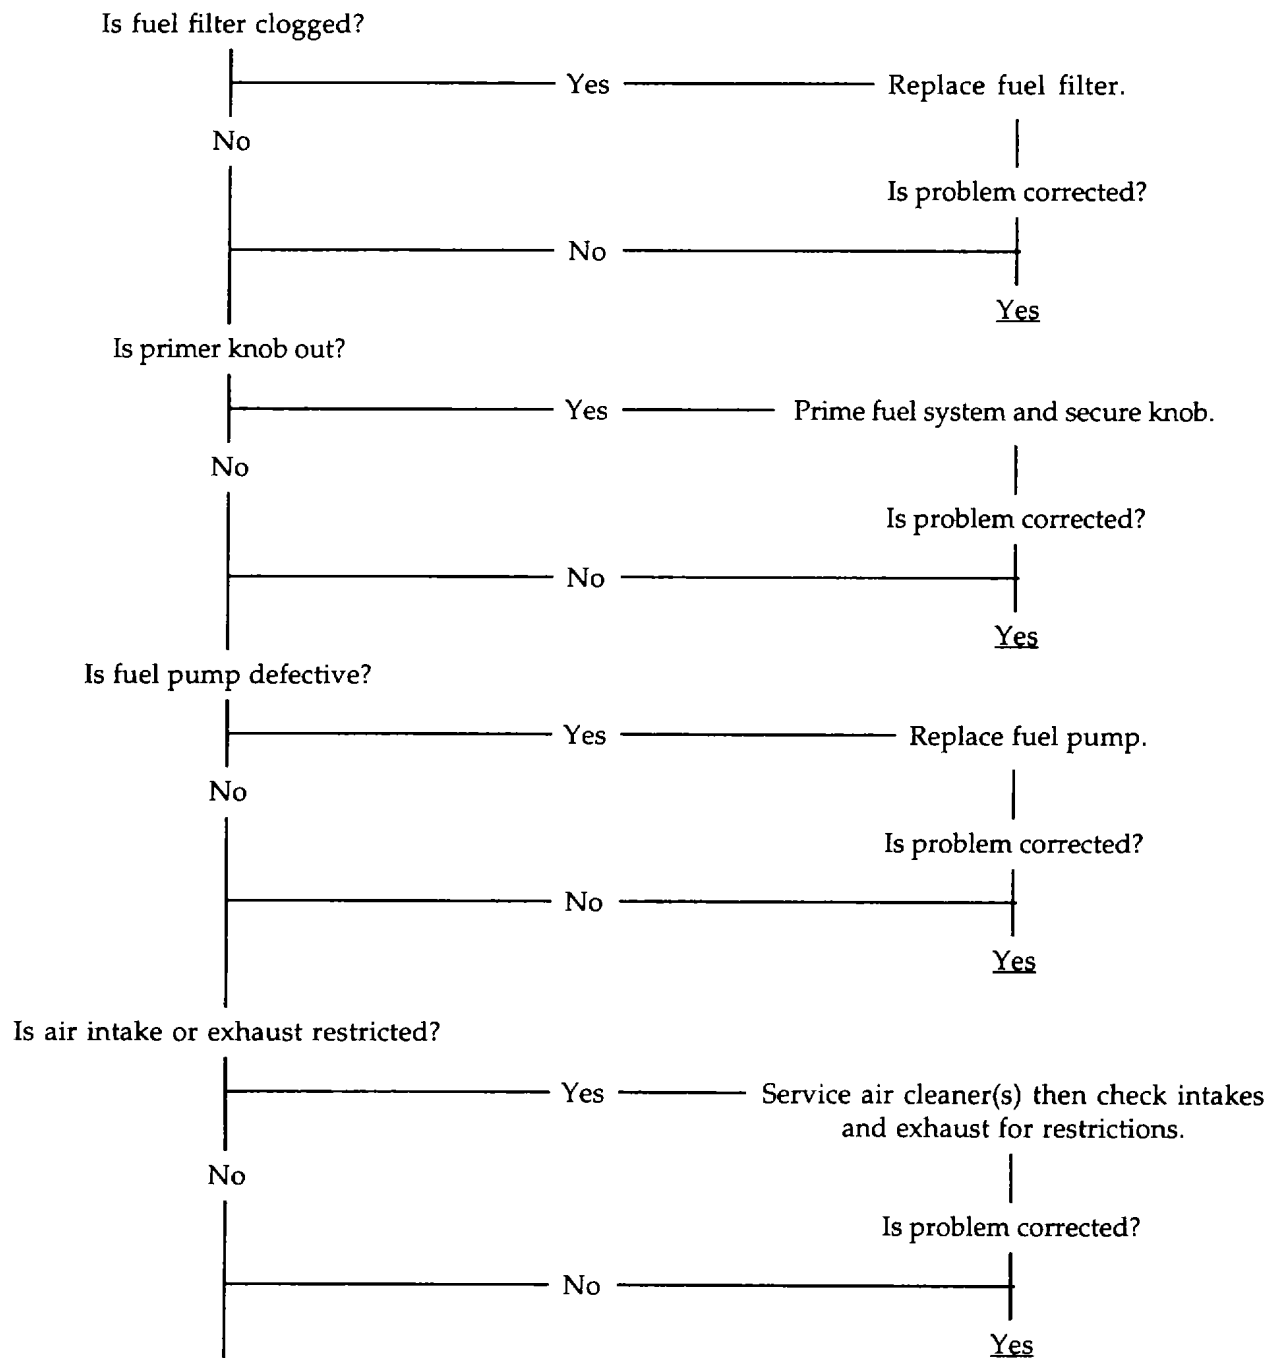 Is fuel filter clogged?
Yes
Replace fuel filter.
No
Is problem corrected?
No
Yes
Is primer knob out?
Yes
Prime fuel system and secure knob.
No
Is problem corrected?
No
Yes
Is fuel pump defective?
Yes
Replace fuel pump.
No
Is problem corrected?
No
Yes
Is air intake or exhaust restricted?
Yes
Service air cleaner(s) then check intakes
and exhaust for restrictions.
No
Is problem corrected?
No
Yes